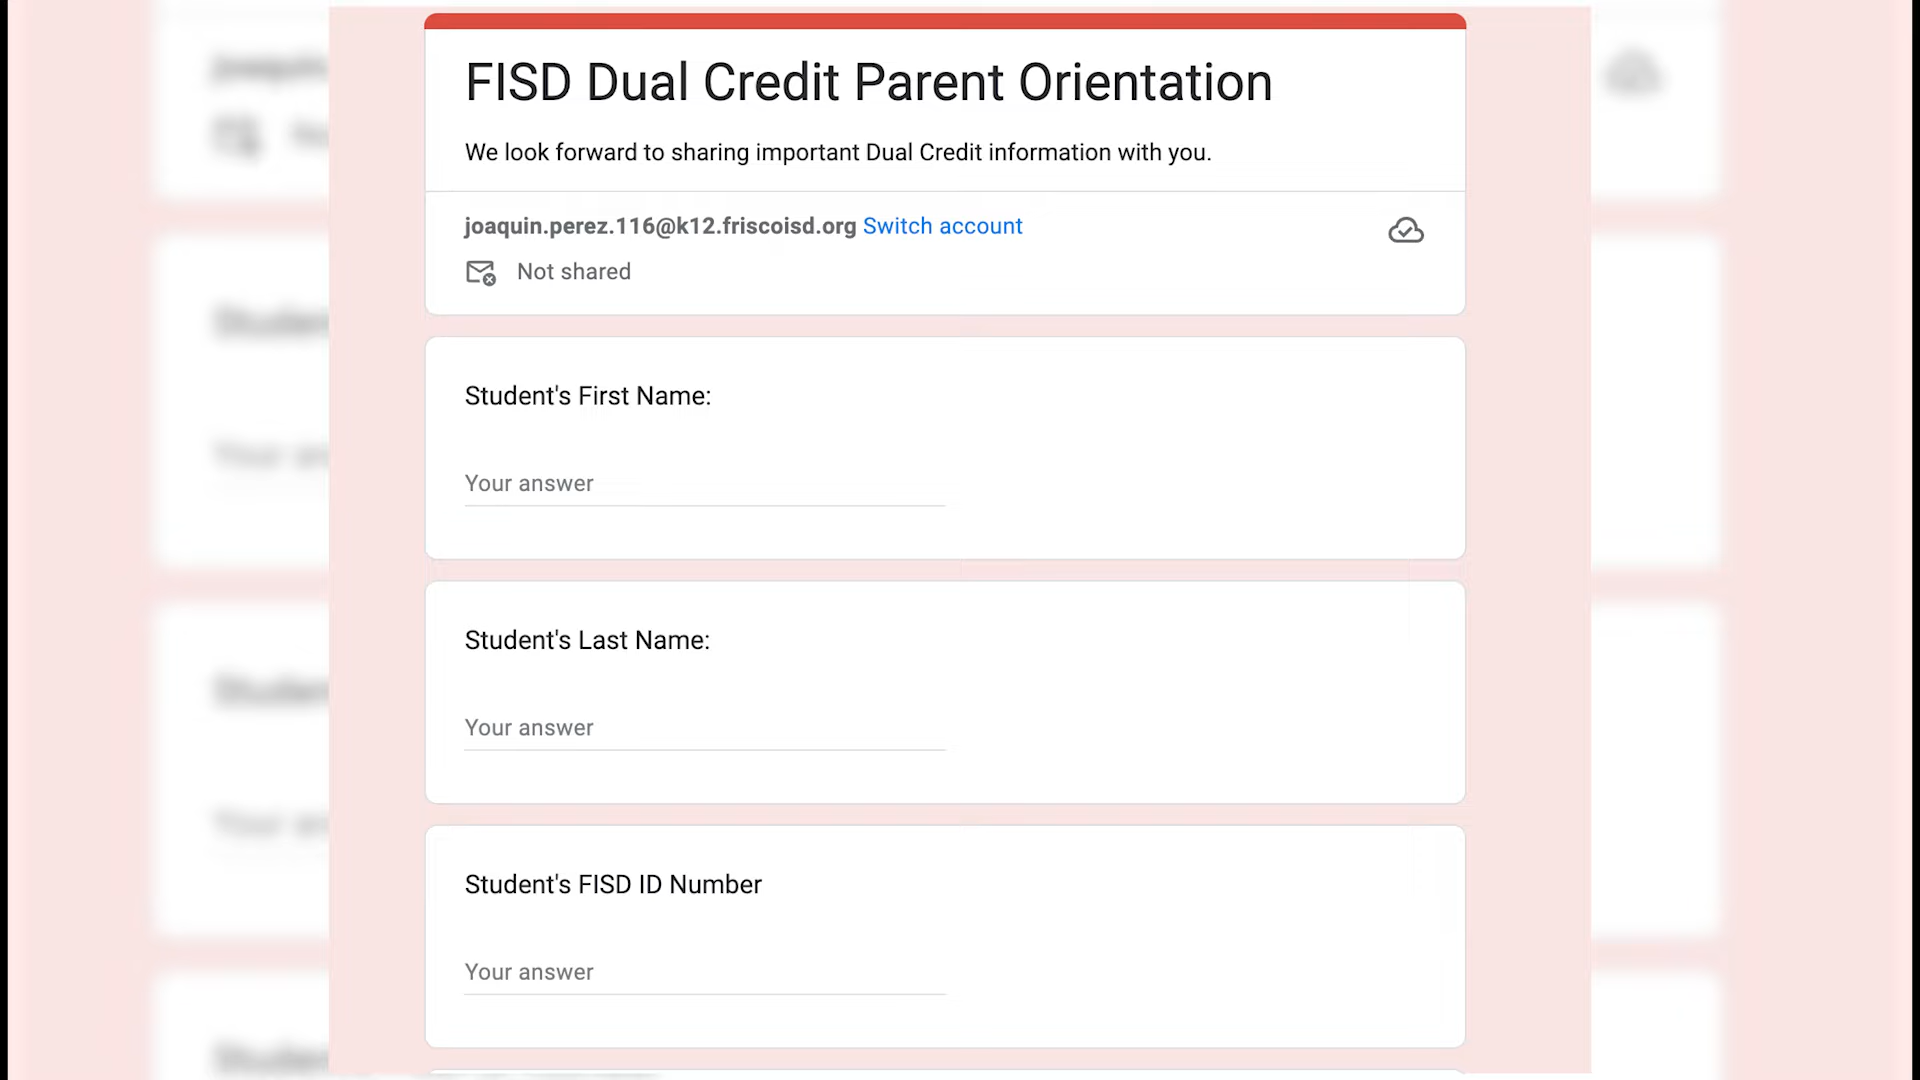 FISD Dual Credit Parent Orientation
We look forward to sharing important Dual Credit information with you.
joaquin.perez.116@k12.friscoisd.org Switch account
Not shared
Student's First Name:
Your answer
Student's Last Name:
Your answer
Student's FISD ID Number
Your answer